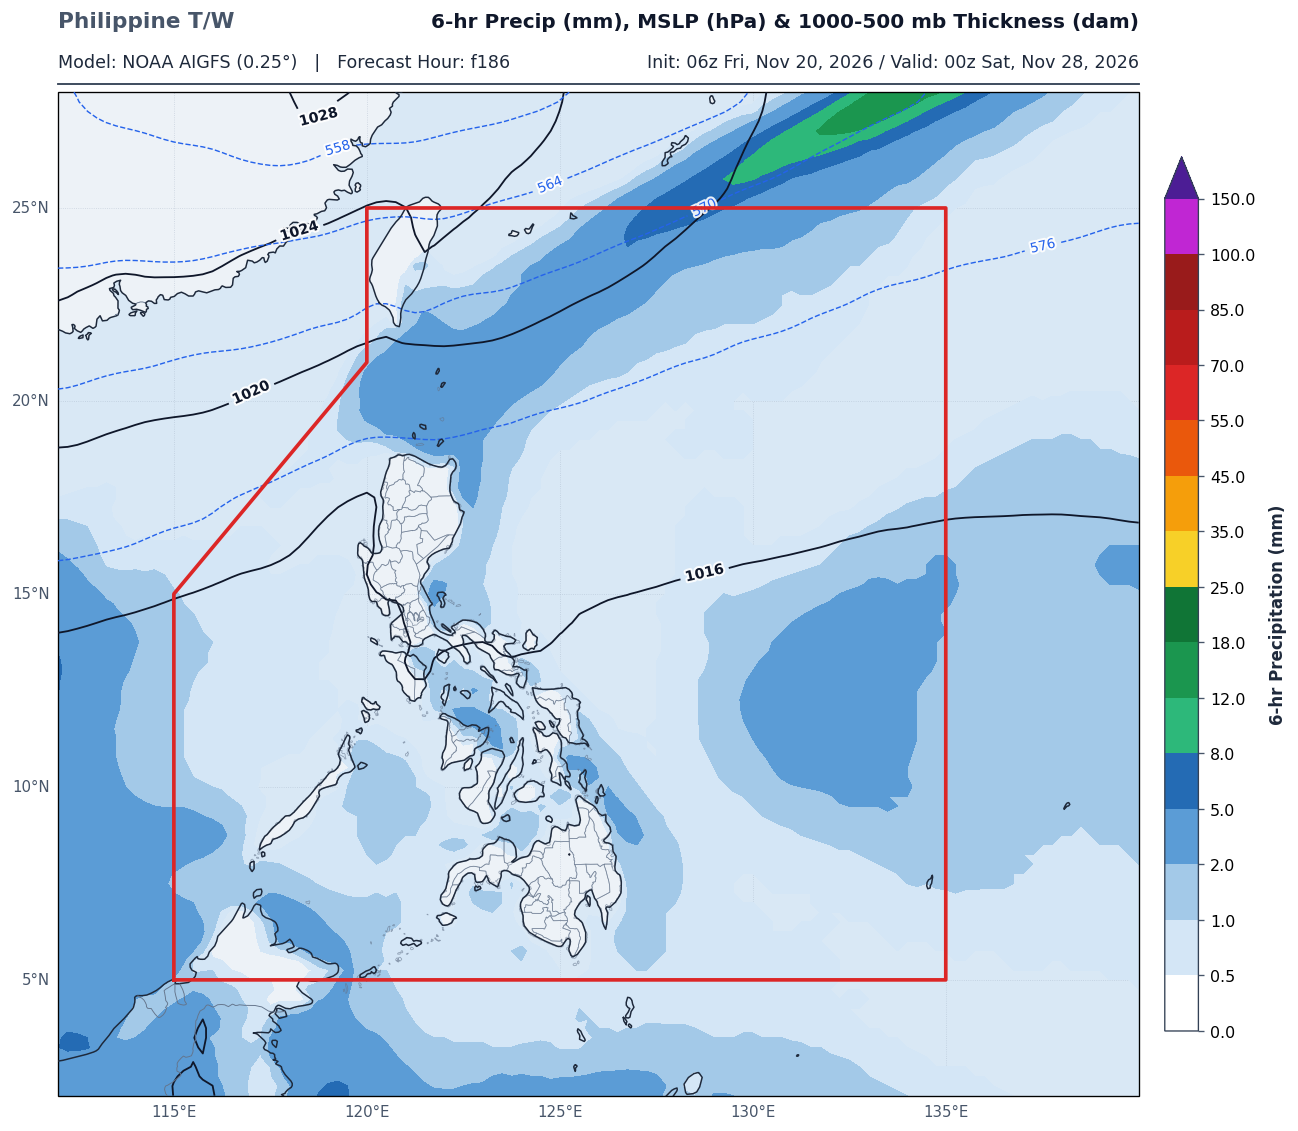 Philippine T/W
6-hr Precip (mm), MSLP (hPa) & 1000-500 mb Thickness (dam)
Model: NOAA AIGFS (0.25°) | Forecast Hour: f186
Init: 06z Fri, Nov 20, 2026 / Valid: 00z Sat, Nov 28, 2026
1028
558
564
570
1024
576
1020
1016
25°N
20°N
15°N
10°N
5°N
115°E
120°E
125°E
130°E
135°E
150.0
100.0
85.0
70.0
55.0
45.0
35.0
25.0
18.0
12.0
8.0
5.0
2.0
1.0
0.5
0.0
6-hr Precipitation (mm)